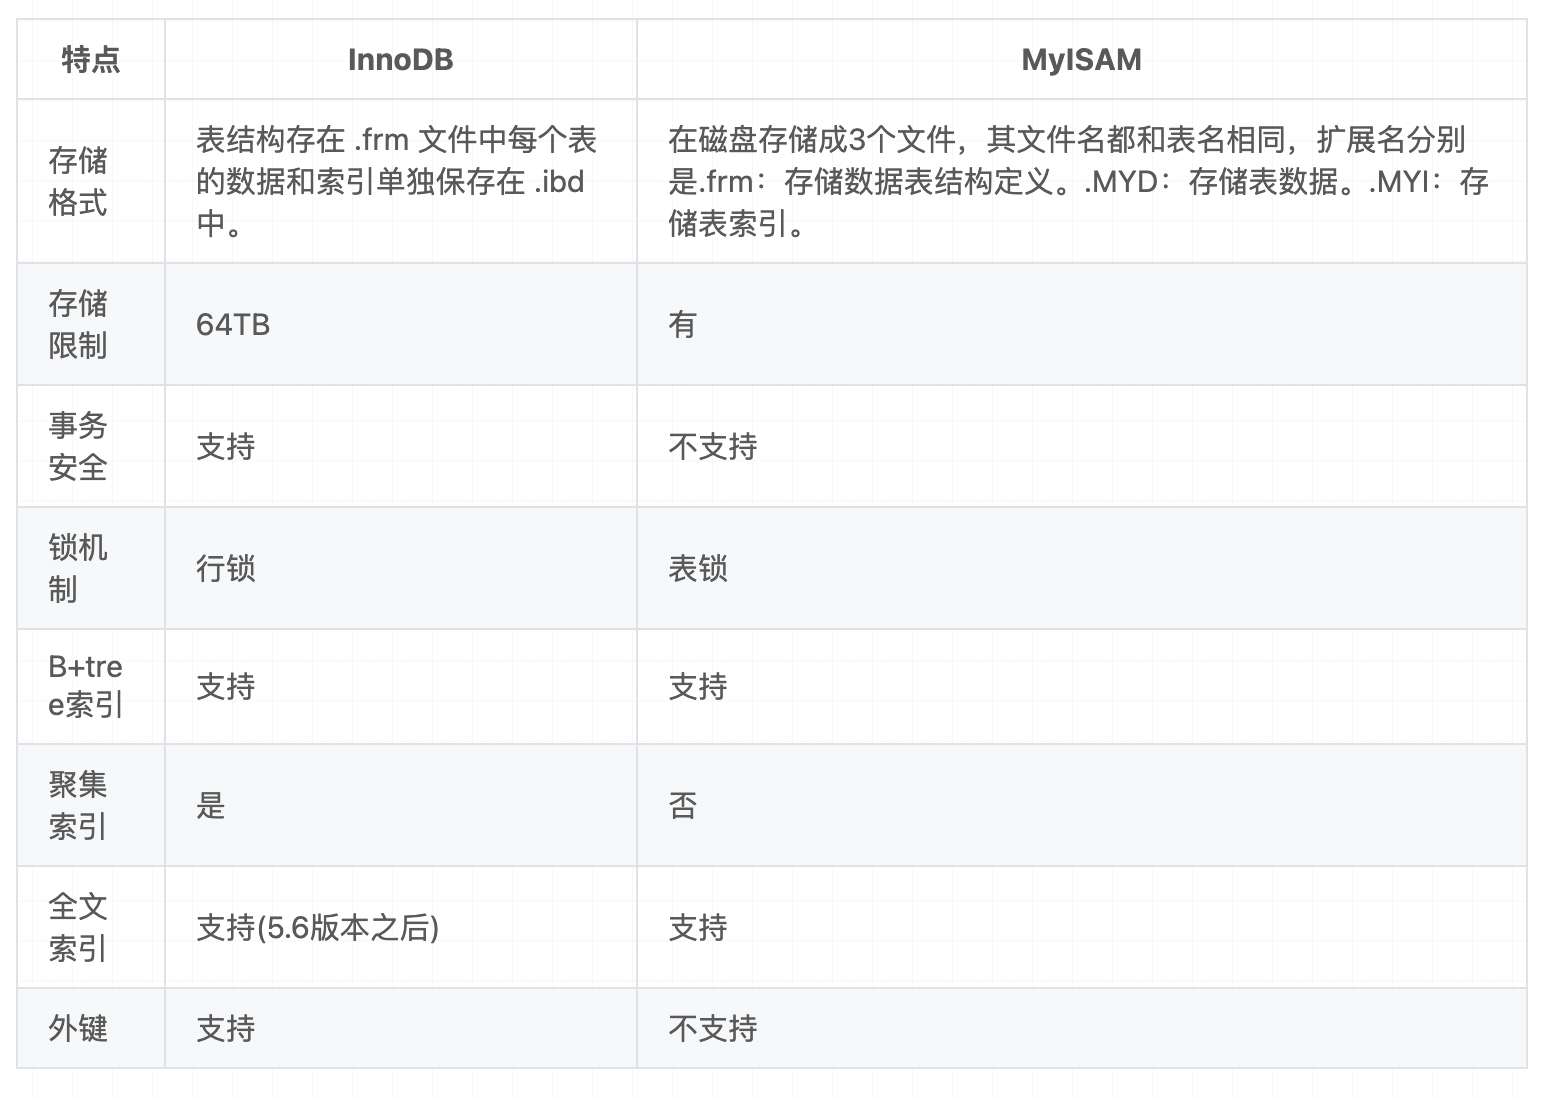 特点
InnoDB
MyISAM
存储
格式
表结构存在 .frm 文件中每个表
的数据和索引单独保存在 .ibd
中。
在磁盘存储成3个文件，其文件名都和表名相同，扩展名分别
是.frm：存储数据表结构定义。.MYD：存储表数据。.MYI：存
储表索引。
存储
限制
64TB
有
事务
安全
支持
不支持
锁机
制
行锁
表锁
B+tre
e索引
支持
支持
聚集
索引
是
否
全文
索引
支持(5.6版本之后)
支持
外键
支持
不支持